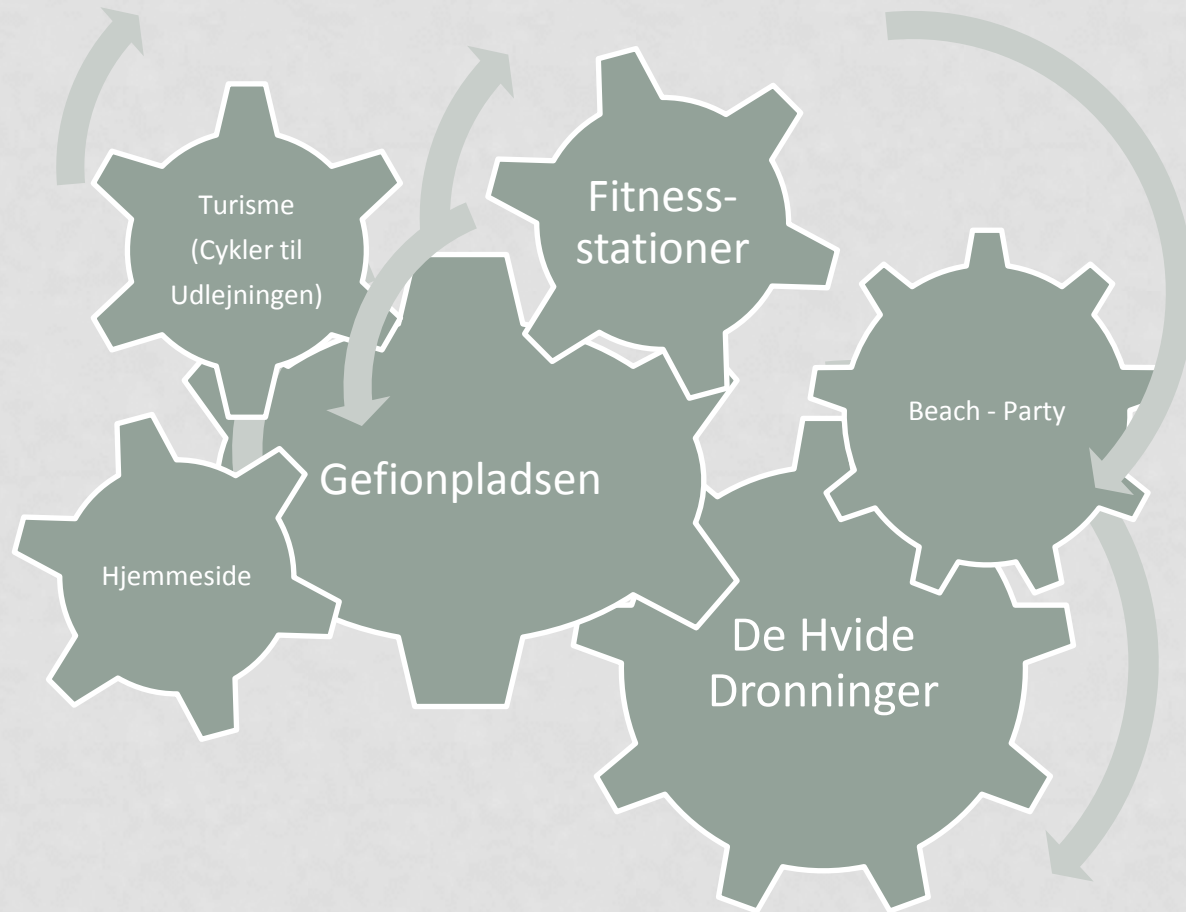 Turisme
(Cykler til
Udlejningen)
Fitness-
stationer
Beach - Party
Gefionpladsen
Hjemmeside
De Hvide
Dronninger